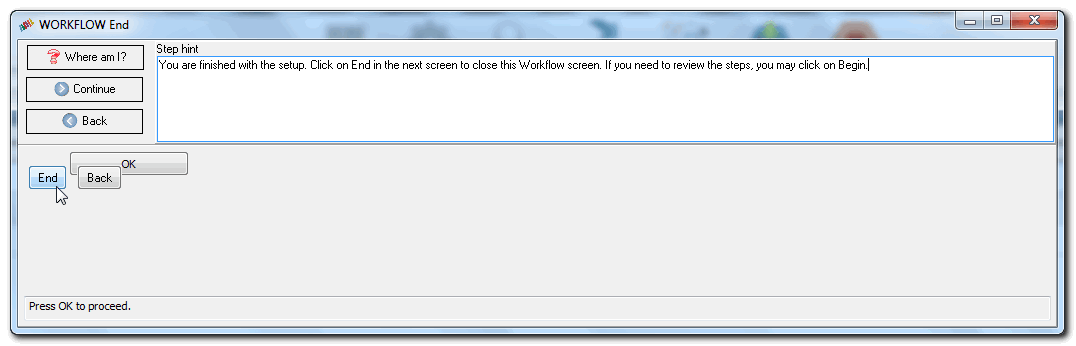 WORKFLOW End
Where am I?
Continue
Back
Step hint
You are finished with the setup. Click on End in the next screen to close this Workflow screen. If you need to review the steps, you may click on Begin.
OK
End
Back
Press OK to proceed.